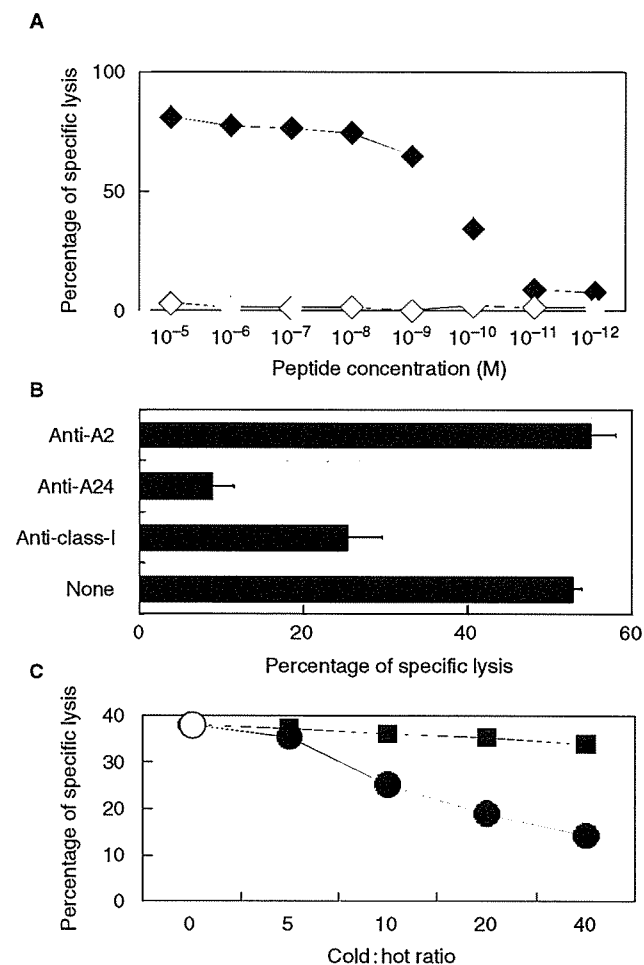 A
Percentage of specific lysis
100
50
0
10⁻⁵ 10⁻⁶ 10⁻⁷ 10⁻⁸ 10⁻⁹ 10⁻¹⁰ 10⁻¹¹ 10⁻¹²
Peptide concentration (M)
B
Anti-A2
Anti-A24
Anti-class-I
None
0 20 40 60
Percentage of specific lysis
C
Percentage of specific lysis
40
30
20
10
0
0 5 10 20 40
Cold:hot ratio